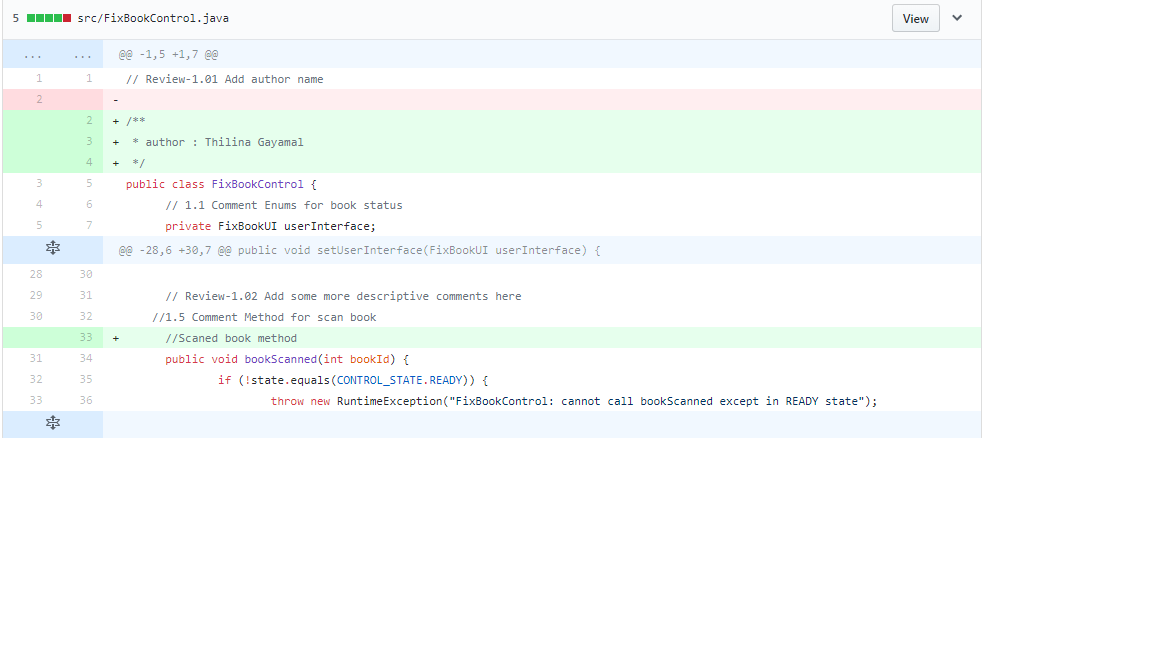 5 src/FixBookControl.java View
... ... @@ -1,5 +1,7 @@
1 1 // Review-1.01 Add author name
2 -
2 + /**
3 + * author : Thilina Gayamal
4 + */
3 5 public class FixBookControl {
4 6 // 1.1 Comment Enums for book status
5 7 private FixBookUI userInterface;
@@ -28,6 +30,7 @@ public void setUserInterface(FixBookUI userInterface) {
28 30
29 31 // Review-1.02 Add some more descriptive comments here
30 32 //1.5 Comment Method for scan book
33 + //Scaned book method
31 34 public void bookScanned(int bookId) {
32 35 if (!state.equals(CONTROL_STATE.READY)) {
33 36 throw new RuntimeException("FixBookControl: cannot call bookScanned except in READY state");